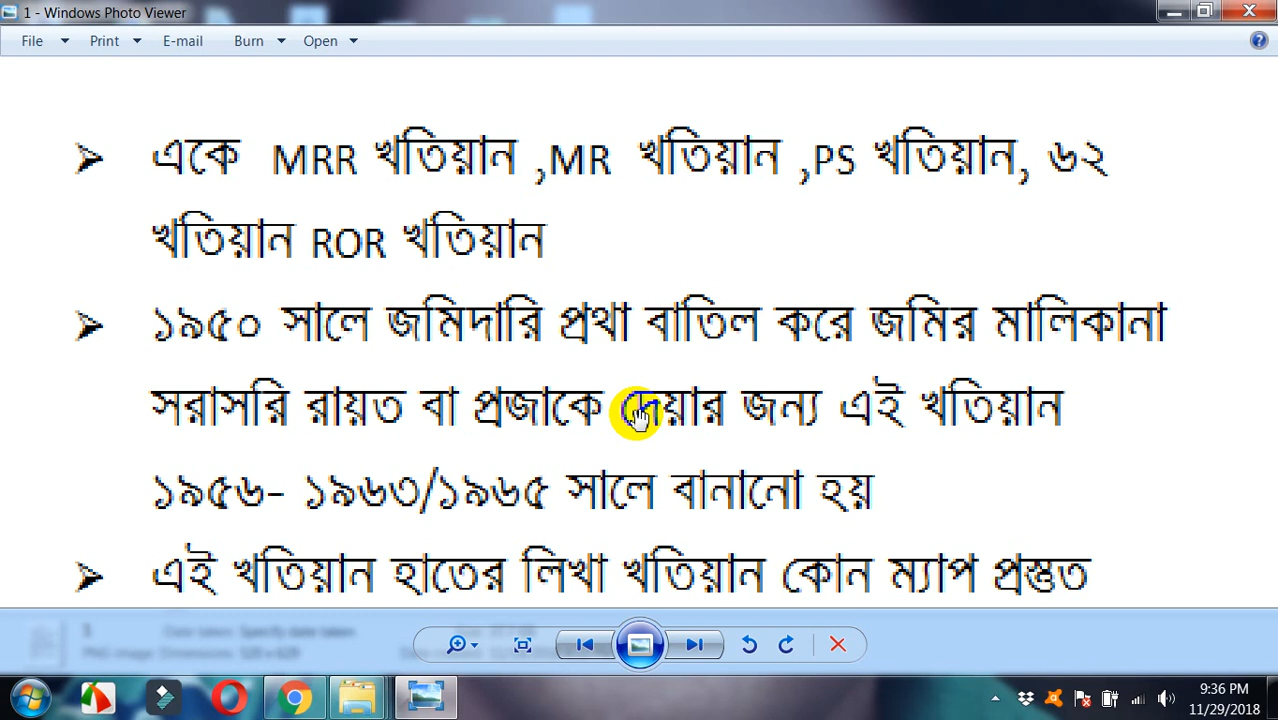 1 - Windows Photo Viewer
File Print E-mail Burn Open
➢ একে MRR খতিয়ান ,MR খতিয়ান ,PS খতিয়ান, ৬২
খতিয়ান ROR খতিয়ান
➢ ১৯৫০ সালে জমিদারি প্রথা বাতিল করে জমির মালিকানা
সরাসরি রায়ত বা প্রজাকে দেয়ার জন্য এই খতিয়ান
১৯৫৬- ১৯৬৩/১৯৬৫ সালে বানানো হয়
➢ এই খতিয়ান হাতের লিখা খতিয়ান কোন ম্যাপ প্রস্তুত
9:36 PM
11/29/2018